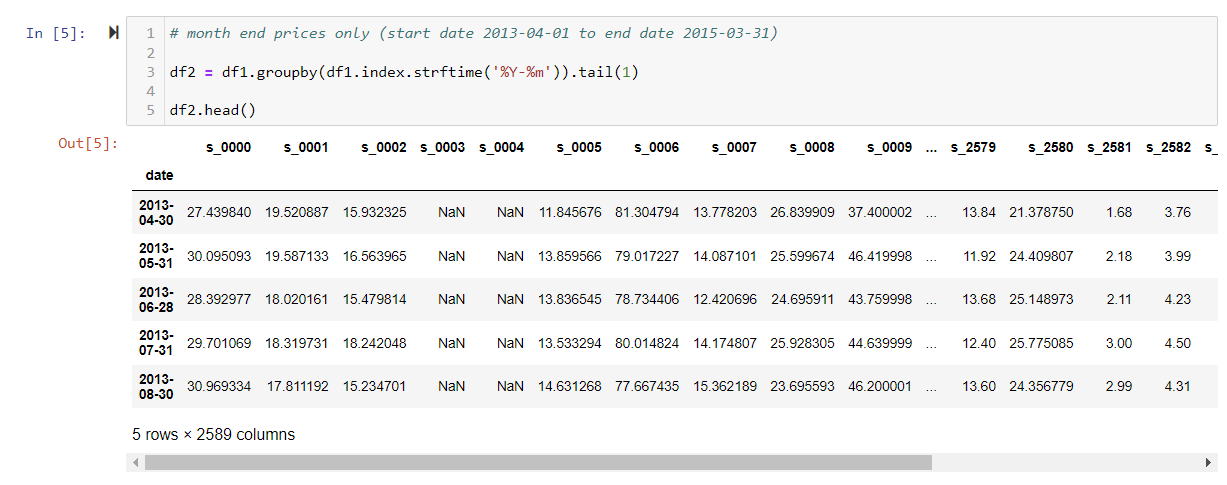 In [5]:
1 # month end prices only (start date 2013-04-01 to end date 2015-03-31)
2
3 df2 = df1.groupby(df1.index.strftime('%Y-%m')).tail(1)
4
5 df2.head()
Out[5]:
s_0000 s_0001 s_0002 s_0003 s_0004 s_0005 s_0006 s_0007 s_0008 s_0009 ... s_2579 s_2580 s_2581 s_2582 s_
date
2013-
04-30 27.439840 19.520887 15.932325 NaN NaN 11.845676 81.304794 13.778203 26.839909 37.400002 ... 13.84 21.378750 1.68 3.76
2013-
05-31 30.095093 19.587133 16.563965 NaN NaN 13.859566 79.017227 14.087101 25.599674 46.419998 ... 11.92 24.409807 2.18 3.99
2013-
06-28 28.392977 18.020161 15.479814 NaN NaN 13.836545 78.734406 12.420696 24.695911 43.759998 ... 13.68 25.148973 2.11 4.23
2013-
07-31 29.701069 18.319731 18.242048 NaN NaN 13.533294 80.014824 14.174807 25.928305 44.639999 ... 12.40 25.775085 3.00 4.50
2013-
08-30 30.969334 17.811192 15.234701 NaN NaN 14.631268 77.667435 15.362189 23.695593 46.200001 ... 13.60 24.356779 2.99 4.31
5 rows × 2589 columns